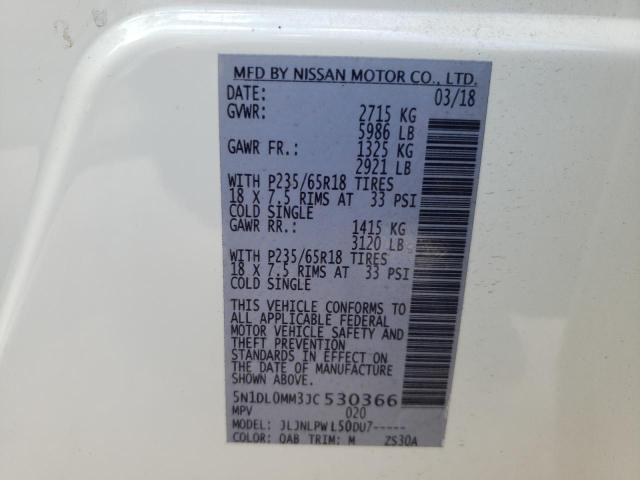 MFD BY NISSAN MOTOR CO., LTD.
DATE: 03/18
GVWR: 2715 KG
5986 LB
GAWR FR.: 1325 KG
2921 LB
WITH P235/65R18 TIRES
18 X 7.5 RIMS AT 33 PSI
COLD SINGLE
GAWR RR.: 1415 KG
3120 LB
WITH P235/65R18 TIRES
18 X 7.5 RIMS AT 33 PSI
COLD SINGLE
THIS VEHICLE CONFORMS TO
ALL APPLICABLE FEDERAL
MOTOR VEHICLE SAFETY AND
THEFT PREVENTION
STANDARDS IN EFFECT ON
THE DATE OF MANUFACTURE
SHOWN ABOVE.
5N1DL0MM3JC 530366
MPV 020
MODEL: JLJNLPW L50DU7-----
COLOR: QAB TRIM: M ZS30A